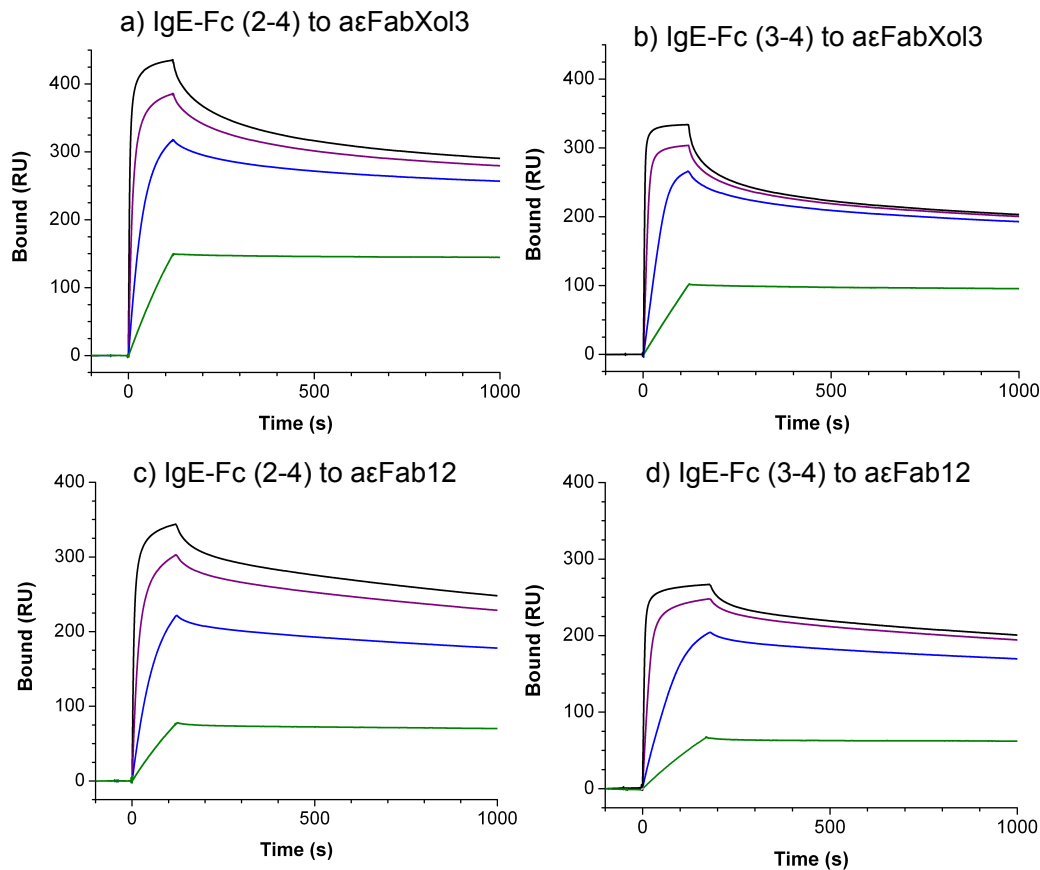 a) IgE-Fc (2-4) to aεFabXol3
400
300
200
100
0
Bound (RU)
0
500
1000
Time (s)
b) IgE-Fc (3-4) to aεFabXol3
400
300
200
100
0
Bound (RU)
0
500
1000
Time (s)
c) IgE-Fc (2-4) to aεFab12
400
300
200
100
0
Bound (RU)
0
500
1000
Time (s)
d) IgE-Fc (3-4) to aεFab12
400
300
200
100
0
Bound (RU)
0
500
1000
Time (s)